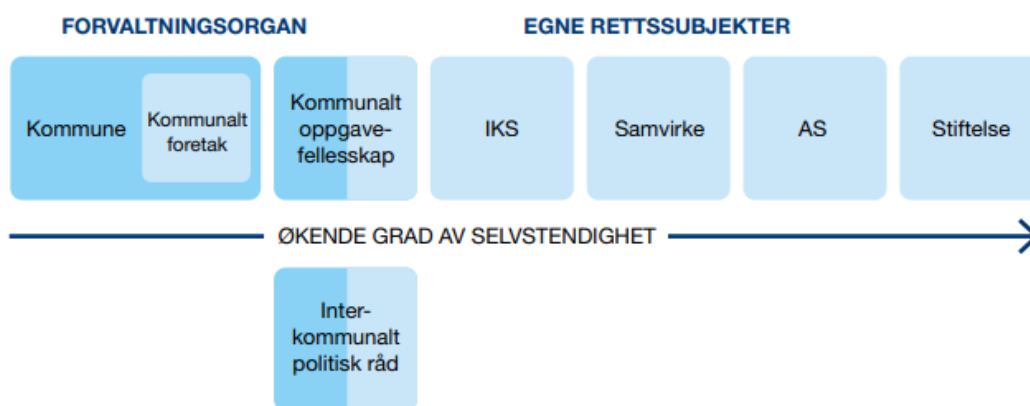 FORVALTNINGSORGAN
EGNE RETTSSUBJEKTER
Kommune
Kommunalt
foretak
Kommunalt
oppgave-
fellesskap
IKS
Samvirke
AS
Stiftelse
ØKENDE GRAD AV SELVSTENDIGHET
Inter-
kommunalt
politisk råd